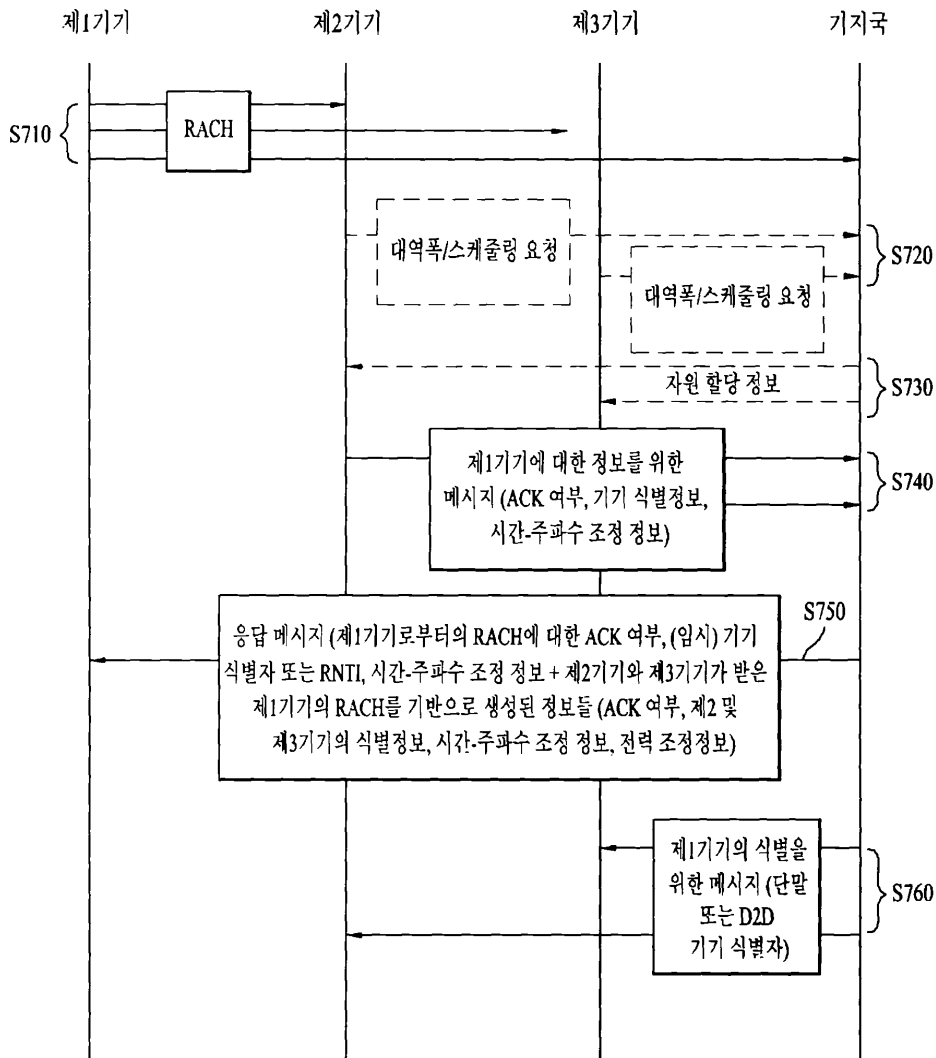 제1기기
제2기기
제3기기
기지국
S710
RACH
대역폭/스케줄링 요청
S720
대역폭/스케줄링 요청
자원 할당 정보
S730
제1기기에 대한 정보를 위한
메시지 (ACK 여부, 기기 식별정보,
시간-주파수 조정 정보)
S740
S750
응답 메시지 (제1기기로부터의 RACH에 대한 ACK 여부, (임시) 기기
식별자 또는 RNTI, 시간-주파수 조정 정보 + 제2기기와 제3기기가 받은
제1기기의 RACH를 기반으로 생성된 정보들 (ACK 여부, 제2 및
제3기기의 식별정보, 시간-주파수 조정 정보, 전력 조정정보)
제1기기의 식별을
위한 메시지 (단말
또는 D2D
기기 식별자)
S760